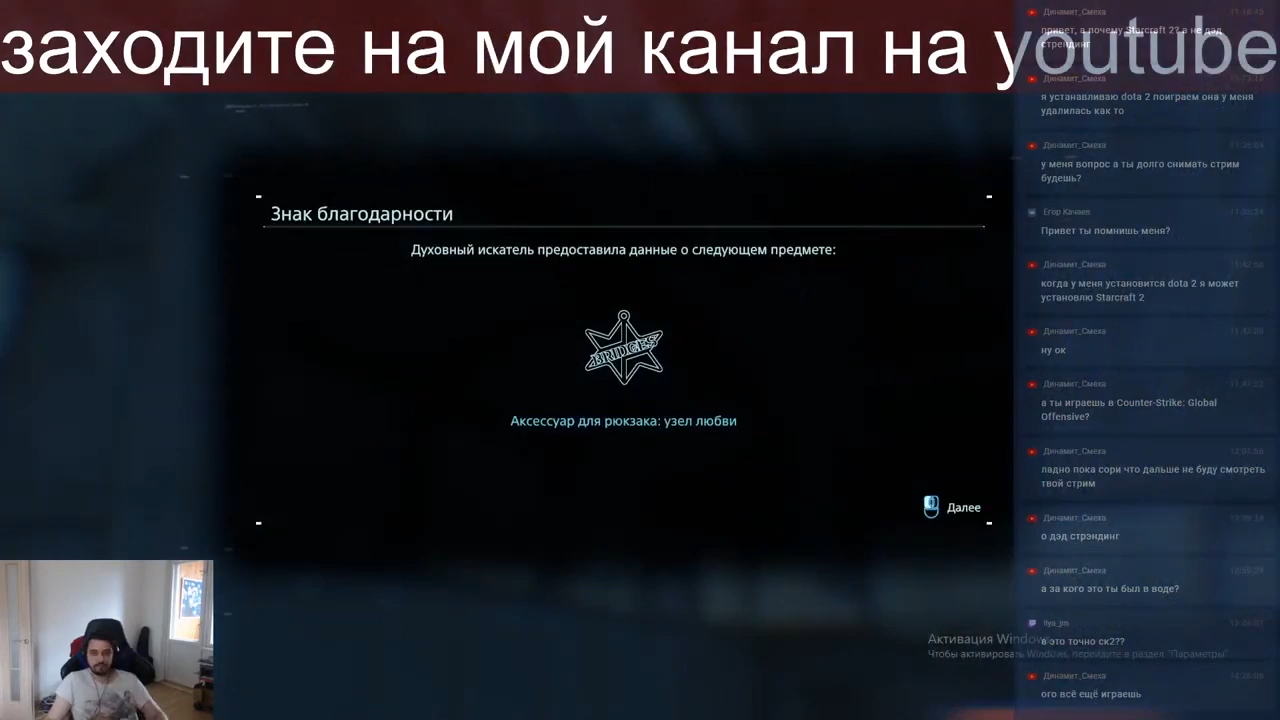 заходите на мой канал на youtube
Знак благодарности
Духовный искатель предоставила данные о следующем предмете:
BRIDGES
Аксессуар для рюкзака: узел любви
Далее
Динамит_Смеха
привет, а почему Starcraft 2? а не дэд
стрендинг
Динамит_Смеха
я устанавливаю dota 2 поиграем она у меня
удалилась как то
Динамит_Смеха
у меня вопрос а ты долго снимать стрим
будешь?
Егор Качаев
Привет ты помнишь меня?
Динамит_Смеха
когда у меня установится dota 2 я может
установлю Starcraft 2
Динамит_Смеха
ну ок
Динамит_Смеха
а ты играешь в Counter-Strike: Global
Offensive?
Динамит_Смеха
ладно пока сори что дальше не буду смотреть
твой стрим
Динамит_Смеха
о дэд стрэндинг
Динамит_Смеха
а за кого это ты был в воде?
Ilya_jm
а это точно ск2??
Динамит_Смеха
ого всё ещё играешь
Активация Windows
Чтобы активировать Windows, перейдите в раздел "Параметры"